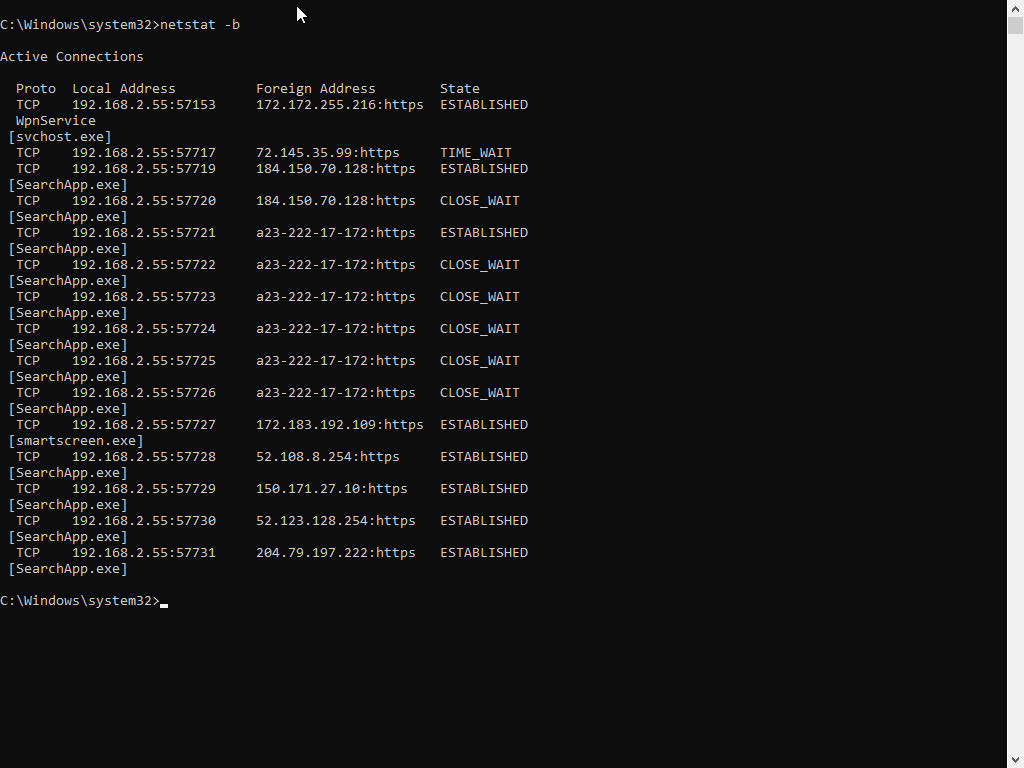 C:\Windows\system32>netstat -b
Active Connections
Proto  Local Address          Foreign Address        State
TCP    192.168.2.55:57153     172.172.255.216:https  ESTABLISHED
WpnService
[svchost.exe]
TCP    192.168.2.55:57717     72.145.35.99:https     TIME_WAIT
TCP    192.168.2.55:57719     184.150.70.128:https   ESTABLISHED
[SearchApp.exe]
TCP    192.168.2.55:57720     184.150.70.128:https   CLOSE_WAIT
[SearchApp.exe]
TCP    192.168.2.55:57721     a23-222-17-172:https   ESTABLISHED
[SearchApp.exe]
TCP    192.168.2.55:57722     a23-222-17-172:https   CLOSE_WAIT
[SearchApp.exe]
TCP    192.168.2.55:57723     a23-222-17-172:https   CLOSE_WAIT
[SearchApp.exe]
TCP    192.168.2.55:57724     a23-222-17-172:https   CLOSE_WAIT
[SearchApp.exe]
TCP    192.168.2.55:57725     a23-222-17-172:https   CLOSE_WAIT
[SearchApp.exe]
TCP    192.168.2.55:57726     a23-222-17-172:https   CLOSE_WAIT
[SearchApp.exe]
TCP    192.168.2.55:57727     172.183.192.109:https  ESTABLISHED
[smartscreen.exe]
TCP    192.168.2.55:57728     52.108.8.254:https     ESTABLISHED
[SearchApp.exe]
TCP    192.168.2.55:57729     150.171.27.10:https    ESTABLISHED
[SearchApp.exe]
TCP    192.168.2.55:57730     52.123.128.254:https   ESTABLISHED
[SearchApp.exe]
TCP    192.168.2.55:57731     204.79.197.222:https   ESTABLISHED
[SearchApp.exe]
C:\Windows\system32>